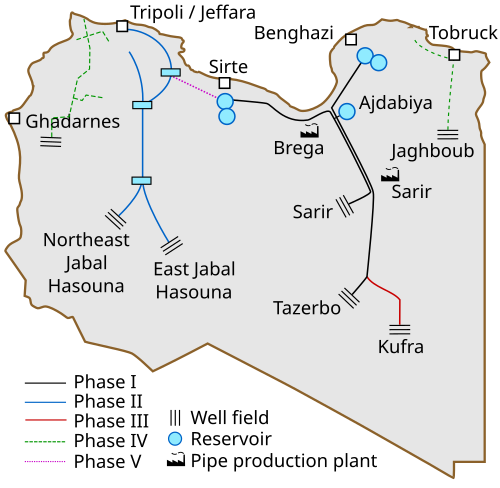 Tripoli / Jeffara
Benghazi
Tobruck
Sirte
Ajdabiya
Ghadarnes
Brega
Jaghboub
Sarir
Sarir
Northeast
Jabal
Hasouna
East Jabal
Hasouna
Tazerbo
Kufra
Phase I
Phase II
Phase III
Phase IV
Phase V
Well field
Reservoir
Pipe production plant